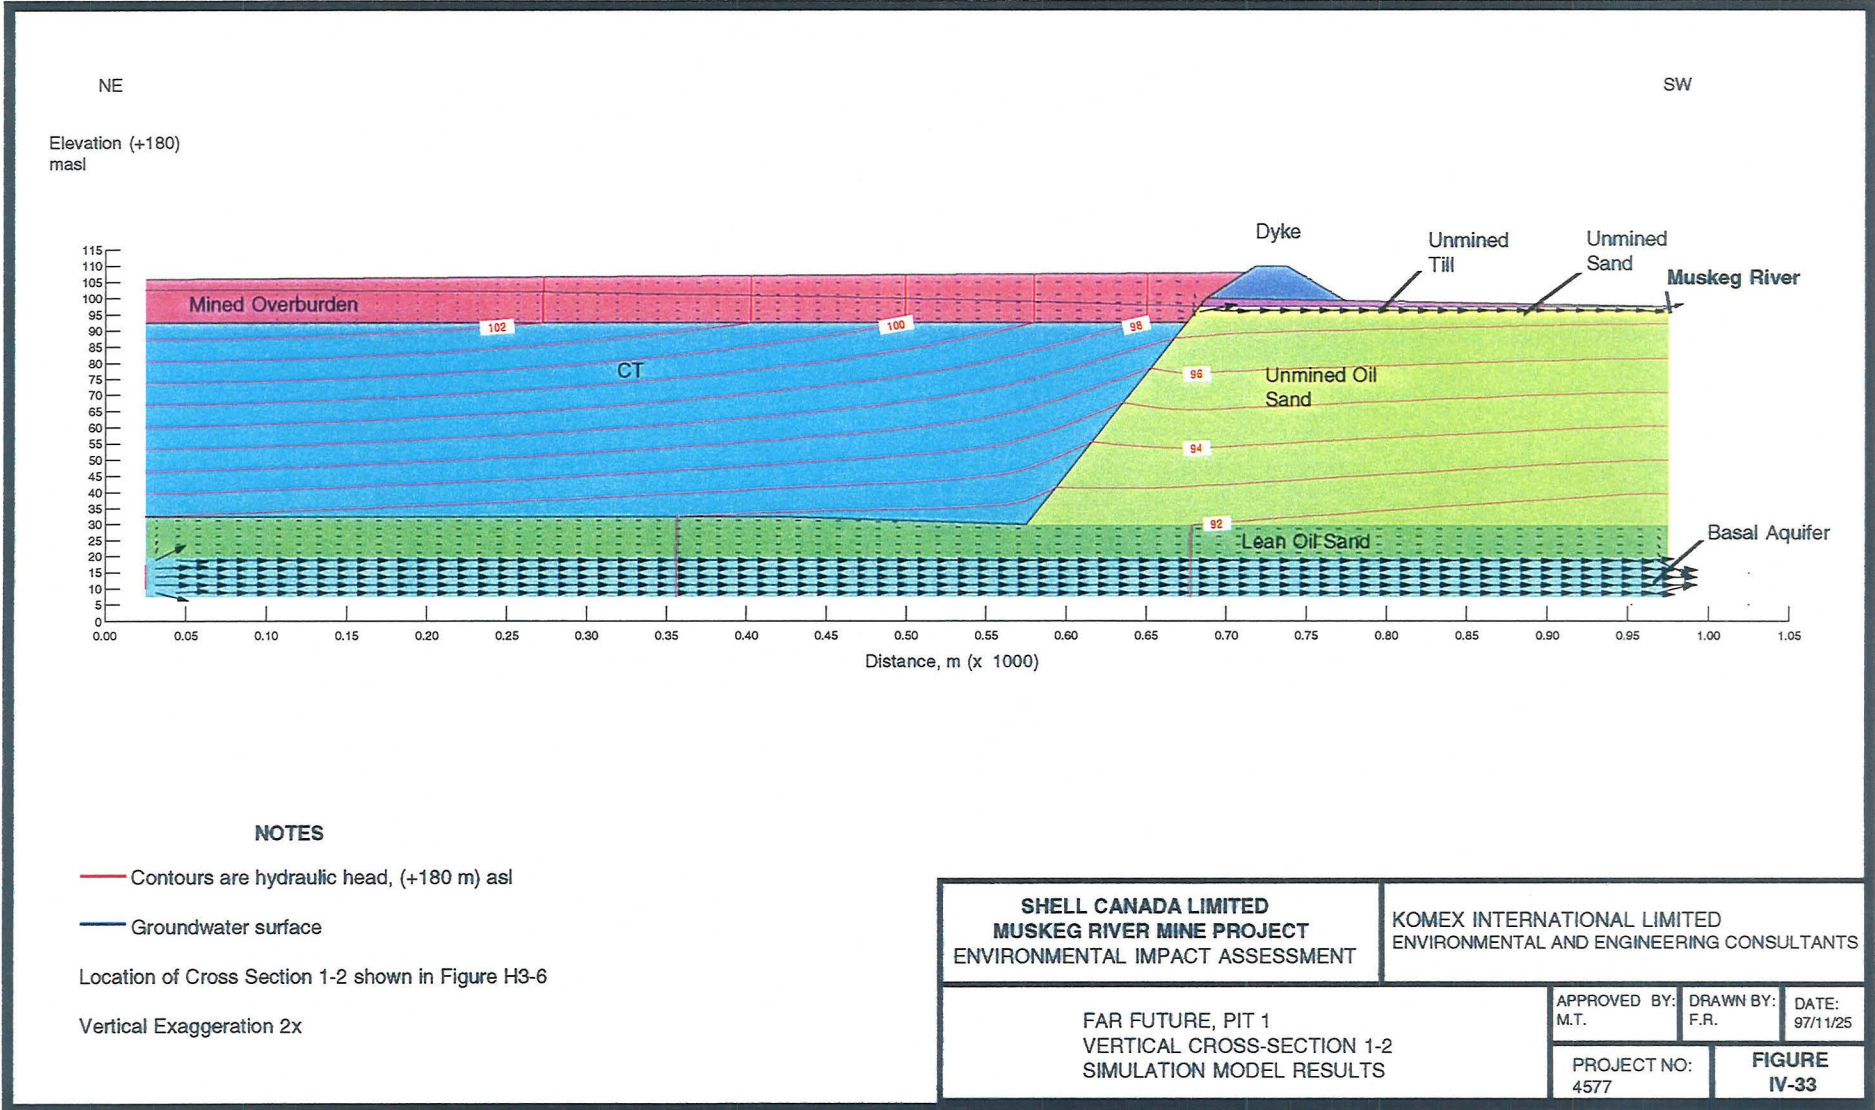 NE
SW
Elevation (+180)
masl
Dyke
Unmined
Till
Unmined
Sand
Muskeg River
115
110
105
100
95
90
85
80
75
70
65
60
55
50
45
40
35
30
25
20
15
10
5
0
Mined Overburden
102
100
98
CT
96
Unmined Oil
Sand
94
92
Lean Oil Sand
Basal Aquifer
0.00 0.05 0.10 0.15 0.20 0.25 0.30 0.35 0.40 0.45 0.50 0.55 0.60 0.65 0.70 0.75 0.80 0.85 0.90 0.95 1.00 1.05
Distance, m (x 1000)
NOTES
Contours are hydraulic head, (+180 m) asl
Groundwater surface
Location of Cross Section 1-2 shown in Figure H3-6
Vertical Exaggeration 2x
SHELL CANADA LIMITED
MUSKEG RIVER MINE PROJECT
ENVIRONMENTAL IMPACT ASSESSMENT
KOMEX INTERNATIONAL LIMITED
ENVIRONMENTAL AND ENGINEERING CONSULTANTS
FAR FUTURE, PIT 1
VERTICAL CROSS-SECTION 1-2
SIMULATION MODEL RESULTS
APPROVED BY:
M.T.
DRAWN BY:
F.R.
DATE:
97/11/25
PROJECT NO:
4577
FIGURE
IV-33